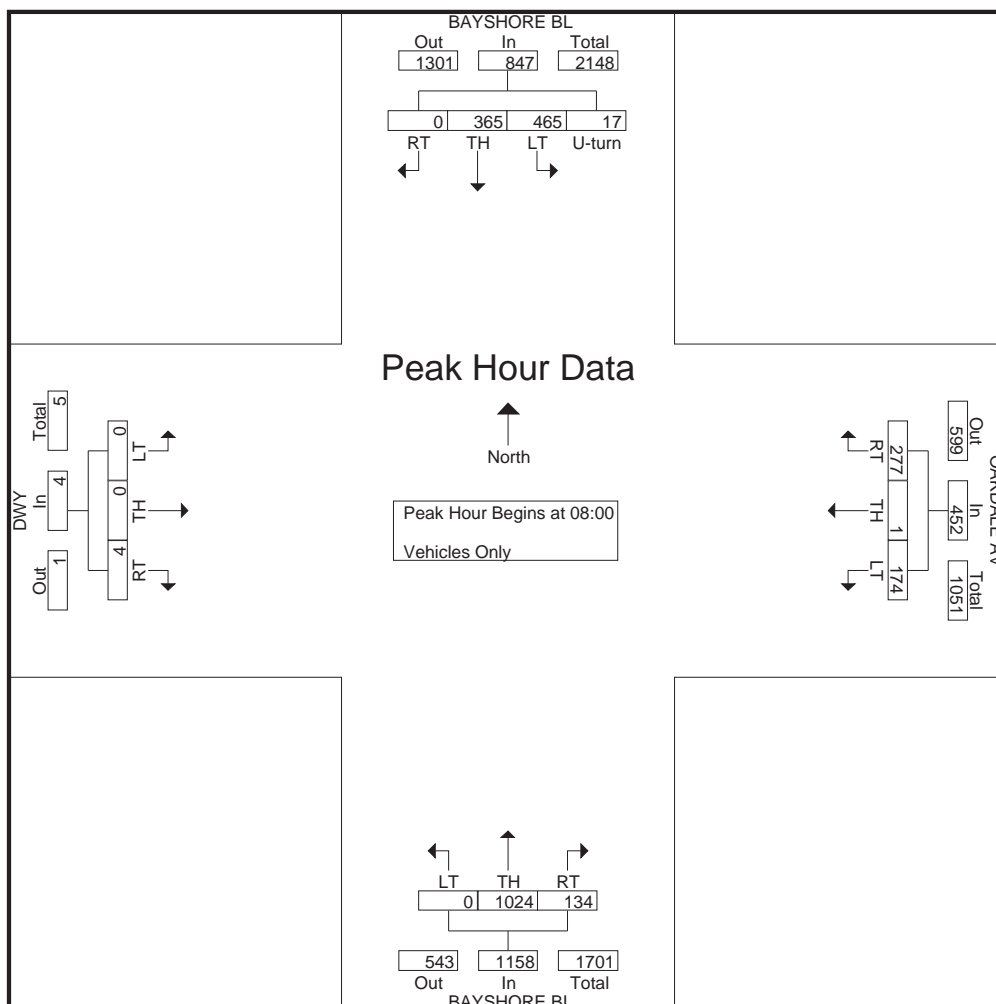 BAYSHORE BL
Out In Total
1301 847 2148
0 365 465 17
RT TH LT U-turn
Peak Hour Data
North
Peak Hour Begins at 08:00
Vehicles Only
DWY
Total In Out
5 4 1
0 0 4
LT TH RT
Out In Total
599 452 1051
277 1 174
RT TH LT
LT TH RT
0 1024 134
543 1158 1701
Out In Total
BAYSHORE BL